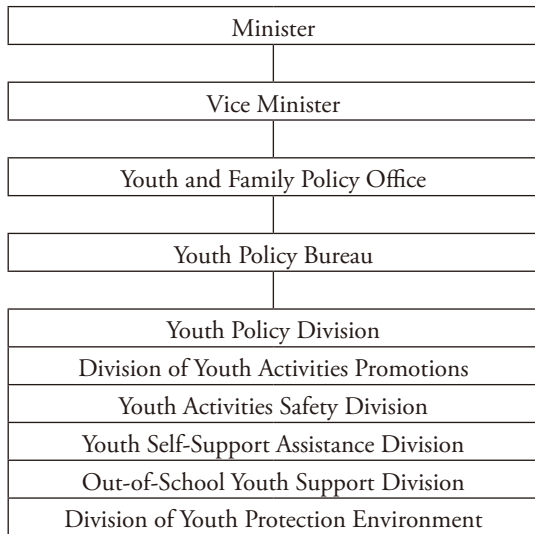 Minister
Vice Minister
Youth and Family Policy Office
Youth Policy Bureau
Youth Policy Division
Division of Youth Activities Promotions
Youth Activities Safety Division
Youth Self-Support Assistance Division
Out-of-School Youth Support Division
Division of Youth Protection Environment